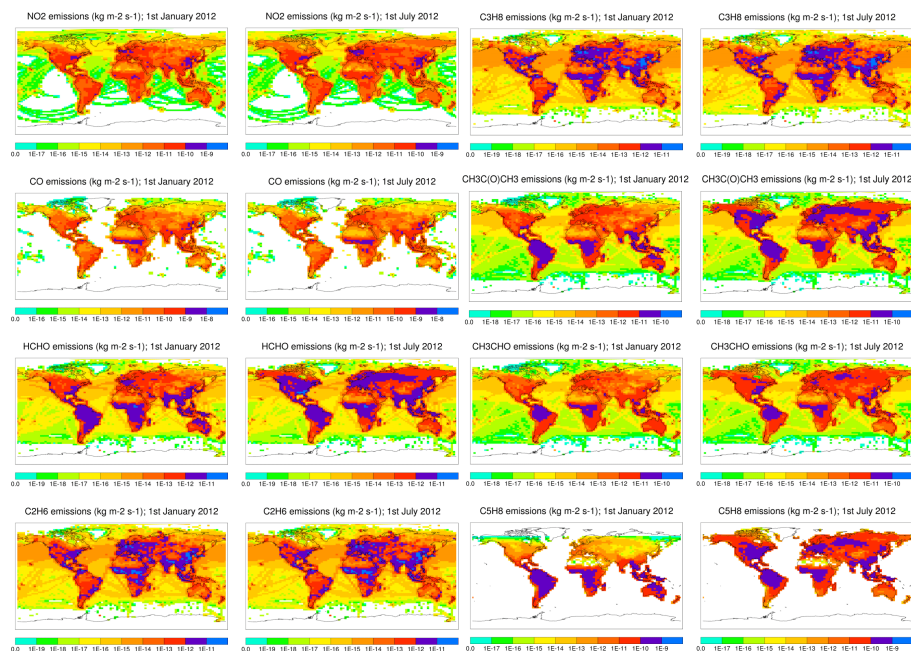 NO2 emissions (kg m-2 s-1); 1st January 2012
NO2 emissions (kg m-2 s-1); 1st July 2012
C3H8 emissions (kg m-2 s-1); 1st January 2012
C3H8 emissions (kg m-2 s-1); 1st July 2012
0.0 1E-17 1E-16 1E-15 1E-14 1E-13 1E-12 1E-11 1E-10 1E-9
0.0 1E-17 1E-16 1E-15 1E-14 1E-13 1E-12 1E-11 1E-10 1E-9
0.0 1E-19 1E-18 1E-17 1E-16 1E-15 1E-14 1E-13 1E-12 1E-11
0.0 1E-19 1E-18 1E-17 1E-16 1E-15 1E-14 1E-13 1E-12 1E-11
CO emissions (kg m-2 s-1); 1st January 2012
CO emissions (kg m-2 s-1); 1st July 2012
CH3C(O)CH3 emissions (kg m-2 s-1); 1st January 2012
CH3C(O)CH3 emissions (kg m-2 s-1); 1st July 2012
0.0 1E-16 1E-15 1E-14 1E-13 1E-12 1E-11 1E-10 1E-9 1E-8
0.0 1E-16 1E-15 1E-14 1E-13 1E-12 1E-11 1E-10 1E-9 1E-8
0.0 1E-18 1E-17 1E-16 1E-15 1E-14 1E-13 1E-12 1E-11 1E-10
0.0 1E-18 1E-17 1E-16 1E-15 1E-14 1E-13 1E-12 1E-11 1E-10
HCHO emissions (kg m-2 s-1); 1st January 2012
HCHO emissions (kg m-2 s-1); 1st July 2012
CH3CHO emissions (kg m-2 s-1); 1st January 2012
CH3CHO emissions (kg m-2 s-1); 1st July 2012
0.0 1E-19 1E-18 1E-17 1E-16 1E-15 1E-14 1E-13 1E-12 1E-11
0.0 1E-19 1E-18 1E-17 1E-16 1E-15 1E-14 1E-13 1E-12 1E-11
0.0 1E-18 1E-17 1E-16 1E-15 1E-14 1E-13 1E-12 1E-11 1E-10
0.0 1E-18 1E-17 1E-16 1E-15 1E-14 1E-13 1E-12 1E-11 1E-10
C2H6 emissions (kg m-2 s-1); 1st January 2012
C2H6 emissions (kg m-2 s-1); 1st July 2012
C5H8 emissions (kg m-2 s-1); 1st January 2012
C5H8 emissions (kg m-2 s-1); 1st July 2012
0.0 1E-19 1E-18 1E-17 1E-16 1E-15 1E-14 1E-13 1E-12 1E-11
0.0 1E-19 1E-18 1E-17 1E-16 1E-15 1E-14 1E-13 1E-12 1E-11
0.0 1E-17 1E-16 1E-15 1E-14 1E-13 1E-12 1E-11 1E-10 1E-9
0.0 1E-17 1E-16 1E-15 1E-14 1E-13 1E-12 1E-11 1E-10 1E-9